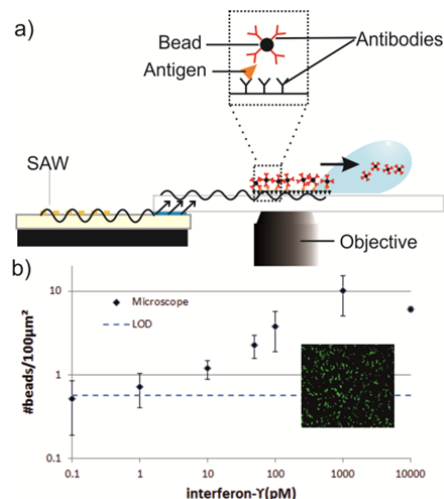 a)
Bead
Antibodies
Antigen
SAW
Objective
b)
#beads/100µm²
10
1
0.1
Microscope
LOD
0.1 1 10 100 1000 10000
interferon-ϒ(pM)